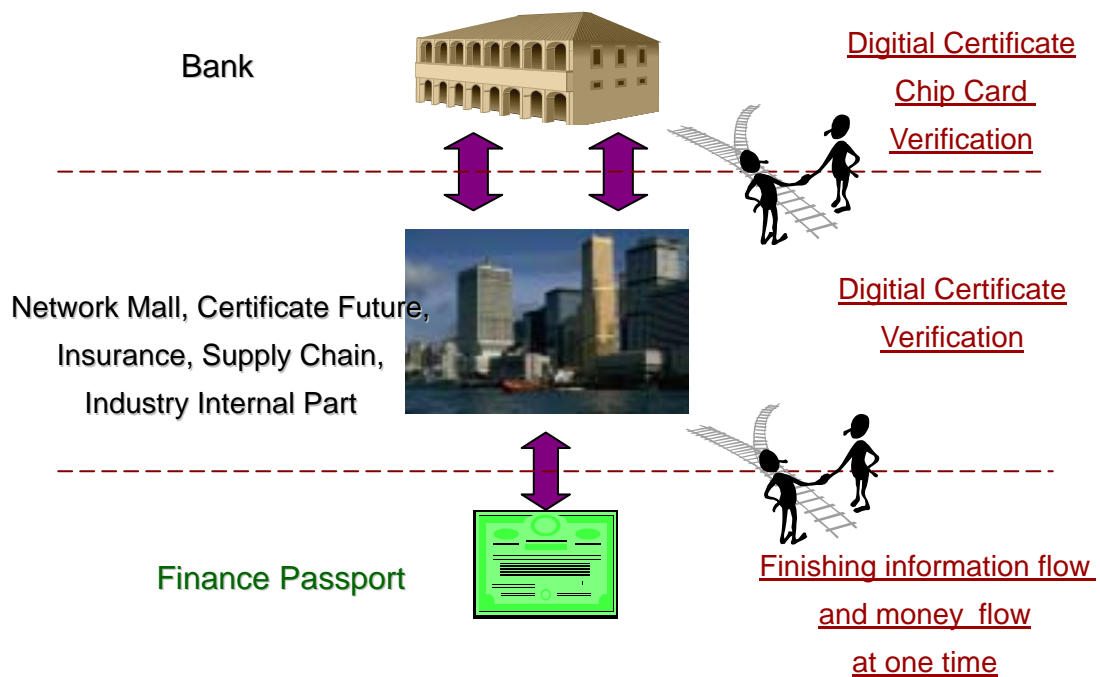 Bank
Digitial Certificate
Chip Card
Verification
Network Mall, Certificate Future,
Insurance, Supply Chain,
Industry Internal Part
Digitial Certificate
Verification
Finance Passport
Finishing information flow
and money flow
at one time